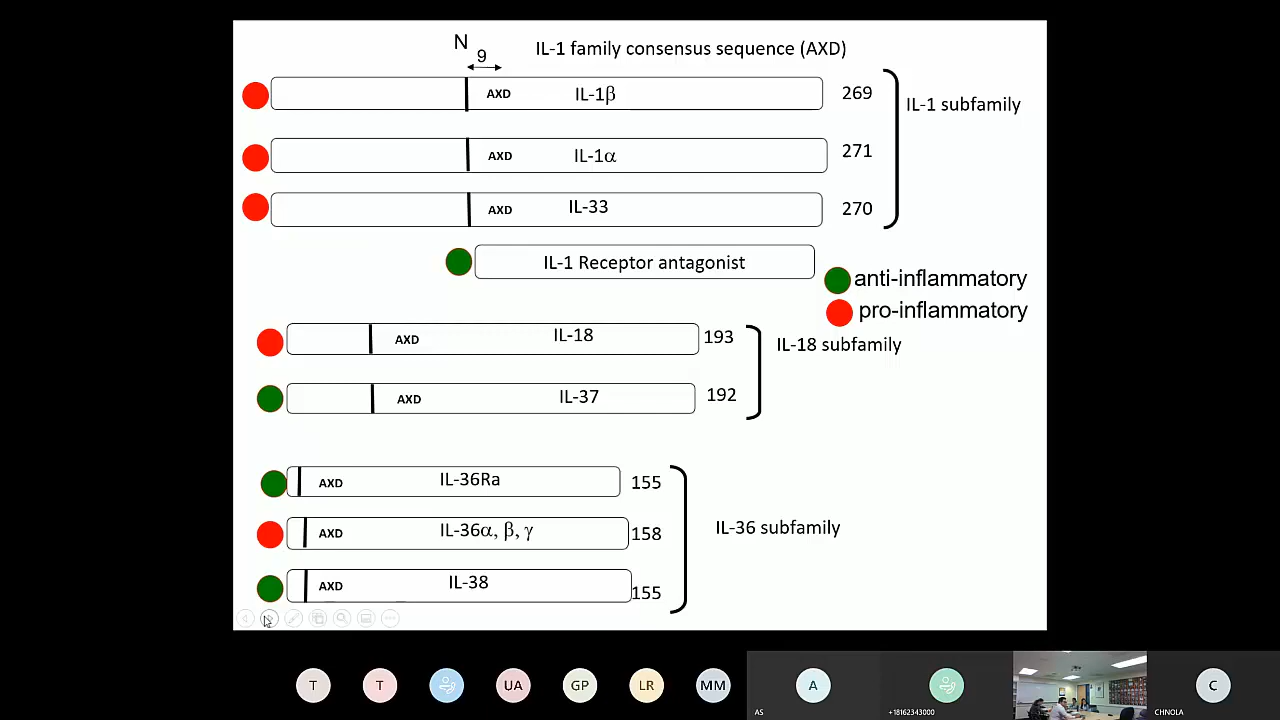 N
9
IL-1 family consensus sequence (AXD)
AXD IL-1β 269
IL-1 subfamily
AXD IL-1α 271
AXD IL-33 270
IL-1 Receptor antagonist
anti-inflammatory
pro-inflammatory
AXD IL-18 193
IL-18 subfamily
AXD IL-37 192
AXD IL-36Ra 155
AXD IL-36α, β, γ 158
IL-36 subfamily
AXD IL-38 155
T T UA GP LR MM A C
AS +18162343000 CHNOLA